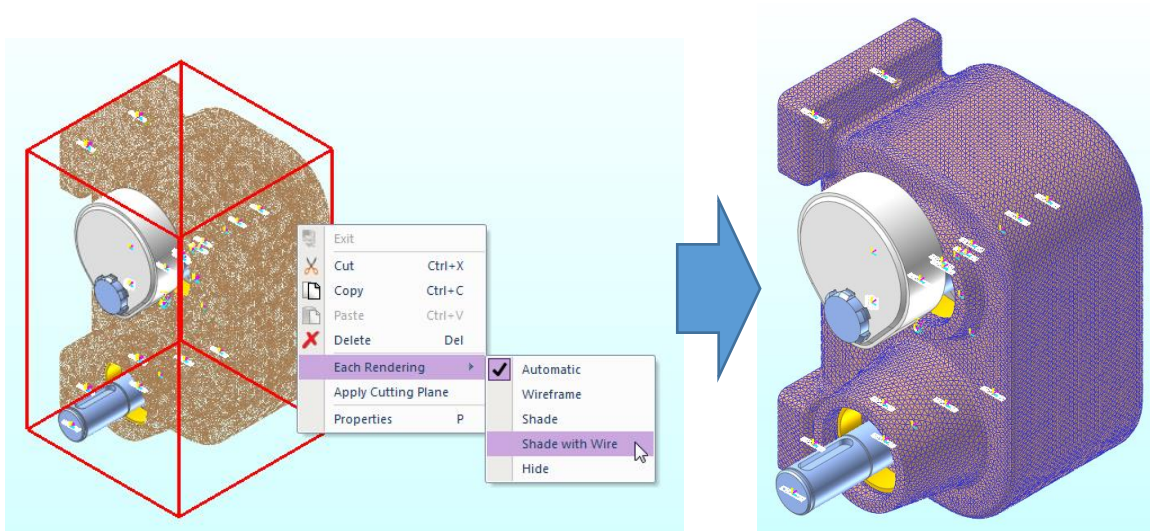 Exit
Cut Ctrl+X
Copy Ctrl+C
Paste Ctrl+V
Delete Del
Each Rendering
Apply Cutting Plane
Properties P
Automatic
Wireframe
Shade
Shade with Wire
Hide